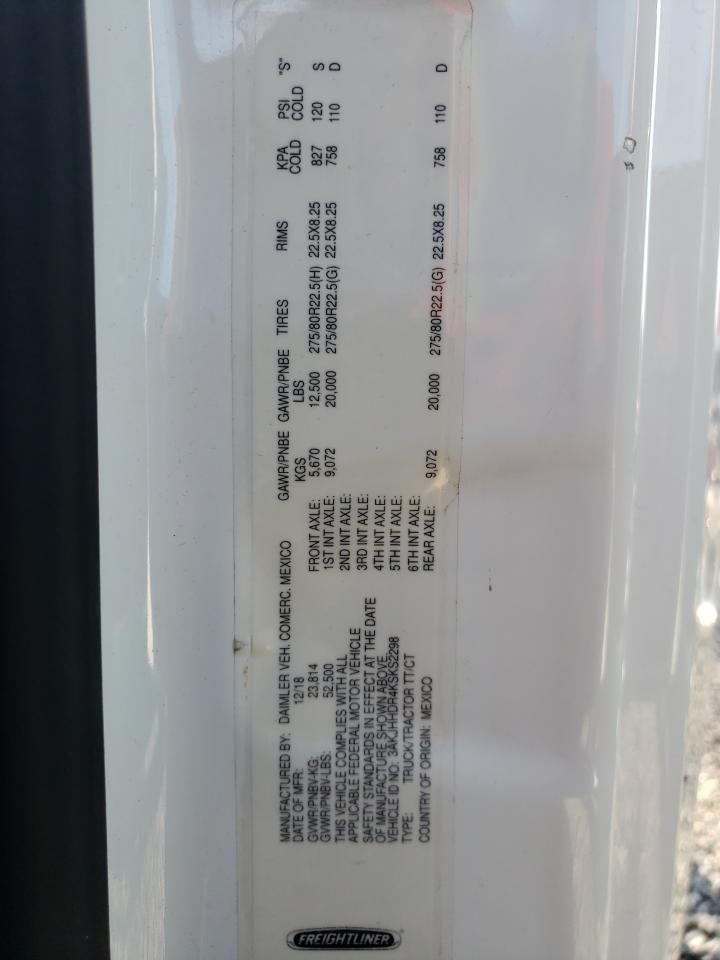 FREIGHTLINER
MANUFACTURED BY: DAIMLER VEH. COMERC. MEXICO
DATE OF MFR: 12/18
GVWR/PNBV-KG: 23,814
GVWR/PNBV-LBS: 52,500
THIS VEHICLE COMPLIES WITH ALL
APPLICABLE FEDERAL MOTOR VEHICLE
SAFETY STANDARDS IN EFFECT AT THE DATE
OF MANUFACTURE SHOWN ABOVE.
VEHICLE ID NO: 3AKJHHDR4KSKS2298
TYPE: TRUCK/TRACTOR TT/CT
COUNTRY OF ORIGIN: MEXICO
GAWR/PNBE KGS GAWR/PNBE LBS TIRES RIMS KPA COLD PSI COLD "S"
FRONT AXLE: 5,670 12,500 275/80R22.5(H) 22.5X8.25 827 120 S
1ST INT AXLE: 9,072 20,000 275/80R22.5(G) 22.5X8.25 758 110 D
2ND INT AXLE:
3RD INT AXLE:
4TH INT AXLE:
5TH INT AXLE:
6TH INT AXLE:
REAR AXLE: 9,072 20,000 275/80R22.5(G) 22.5X8.25 758 110 D